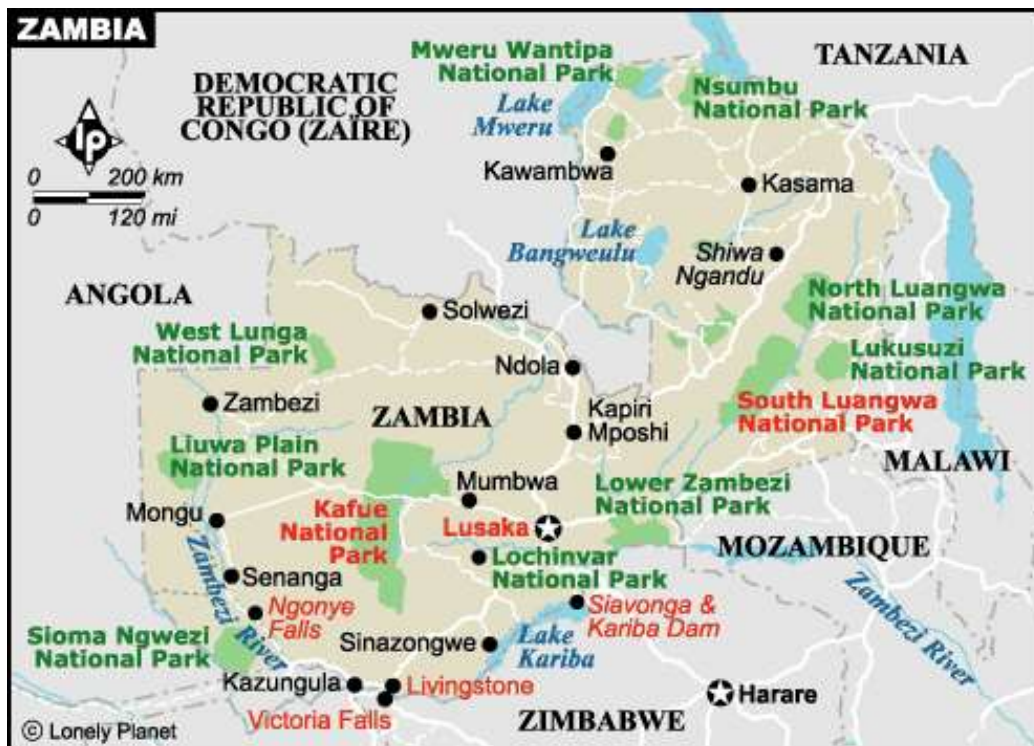 ZAMBIA
Mweru Wantipa
National Park
TANZANIA
DEMOCRATIC
REPUBLIC OF
CONGO (ZAÏRE)
Nsumbu
National Park
Lake
Mweru
lp
0 200 km
0 120 mi
Kawambwa
Kasama
Lake
Bangweulu
Shiwa
Ngandu
ANGOLA
North Luangwa
National Park
Solwezi
West Lunga
National Park
Lukusuzi
National Park
Ndola
Zambezi
ZAMBIA
Kapiri
Mposhi
South Luangwa
National Park
Liuwa Plain
National Park
MALAWI
Mumbwa
Lower Zambezi
National Park
Mongu
Kafue
National
Park
Lusaka
MOZAMBIQUE
Lochinvar
National Park
Senanga
Zambezi River
Zambezi River
Ngonye
Falls
Siavonga &
Kariba Dam
Sioma Ngwezi
National Park
Sinazongwe
Lake
Kariba
Kazungula
Livingstone
Harare
Victoria Falls
ZIMBABWE
© Lonely Planet